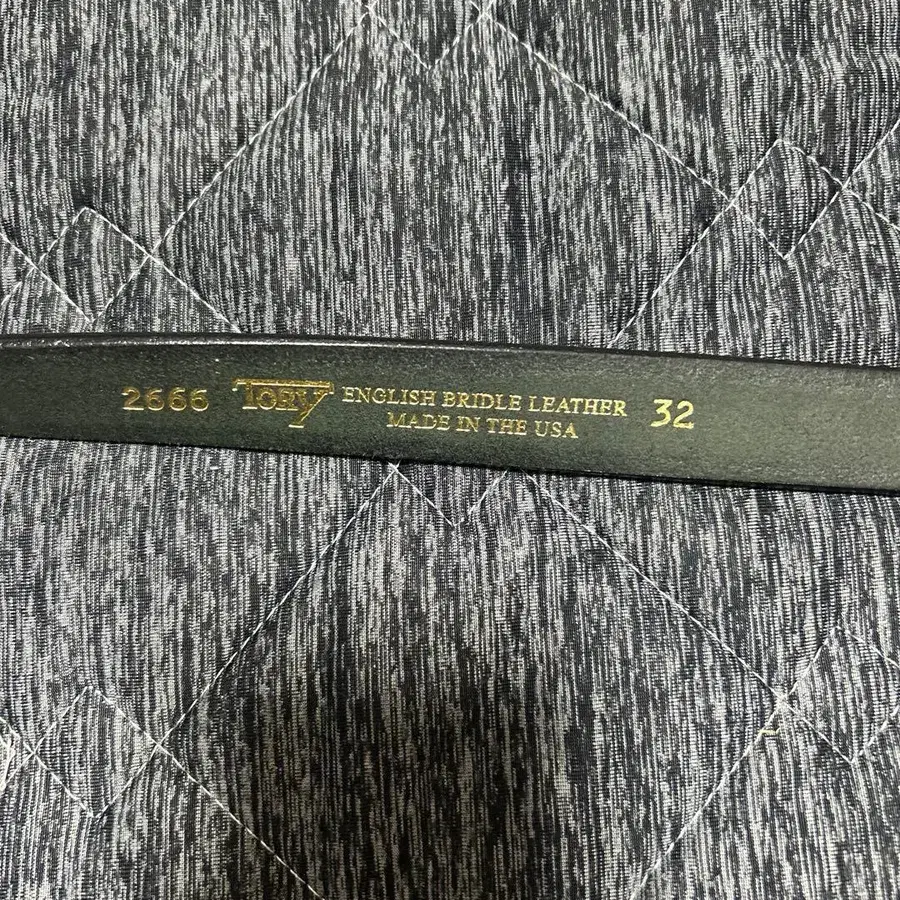 2666 TORY ENGLISH BRIDLE LEATHER 32
MADE IN THE USA